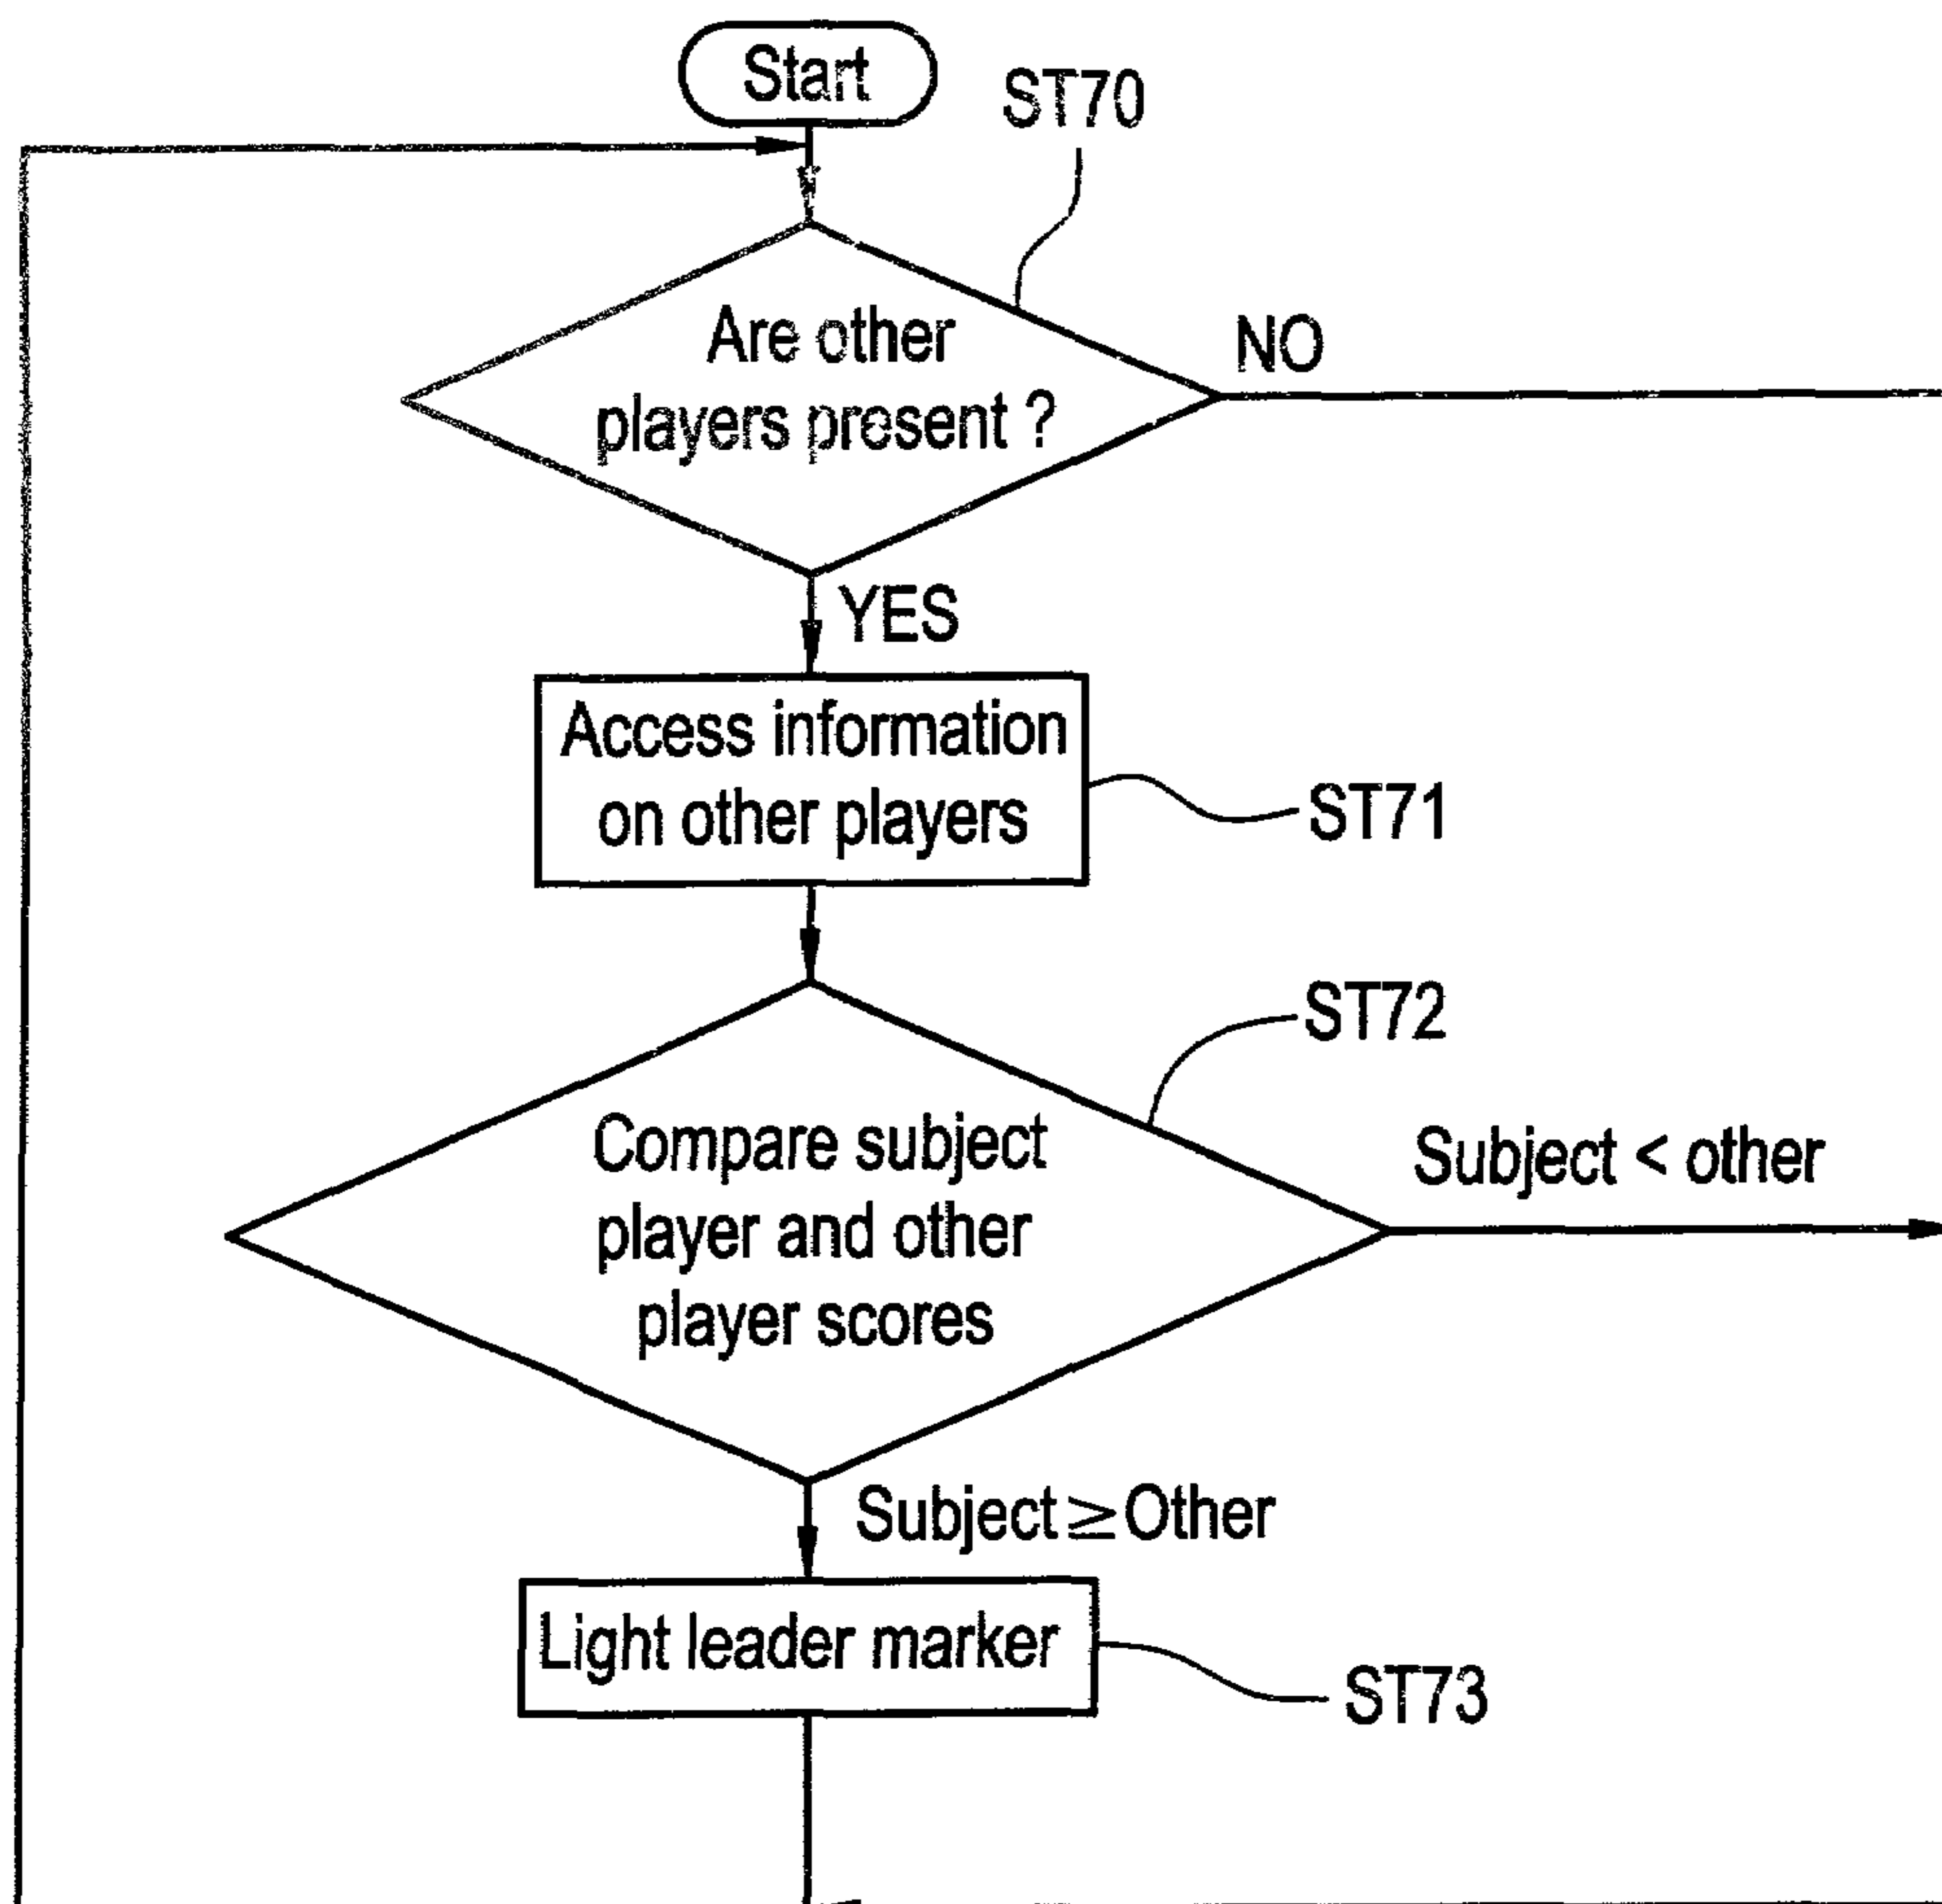 Start
ST70
Are other
players present ?
NO
YES
Access information
on other players
ST71
ST72
Compare subject
player and other
player scores
Subject < other
Subject ≧ Other
Light leader marker
ST73